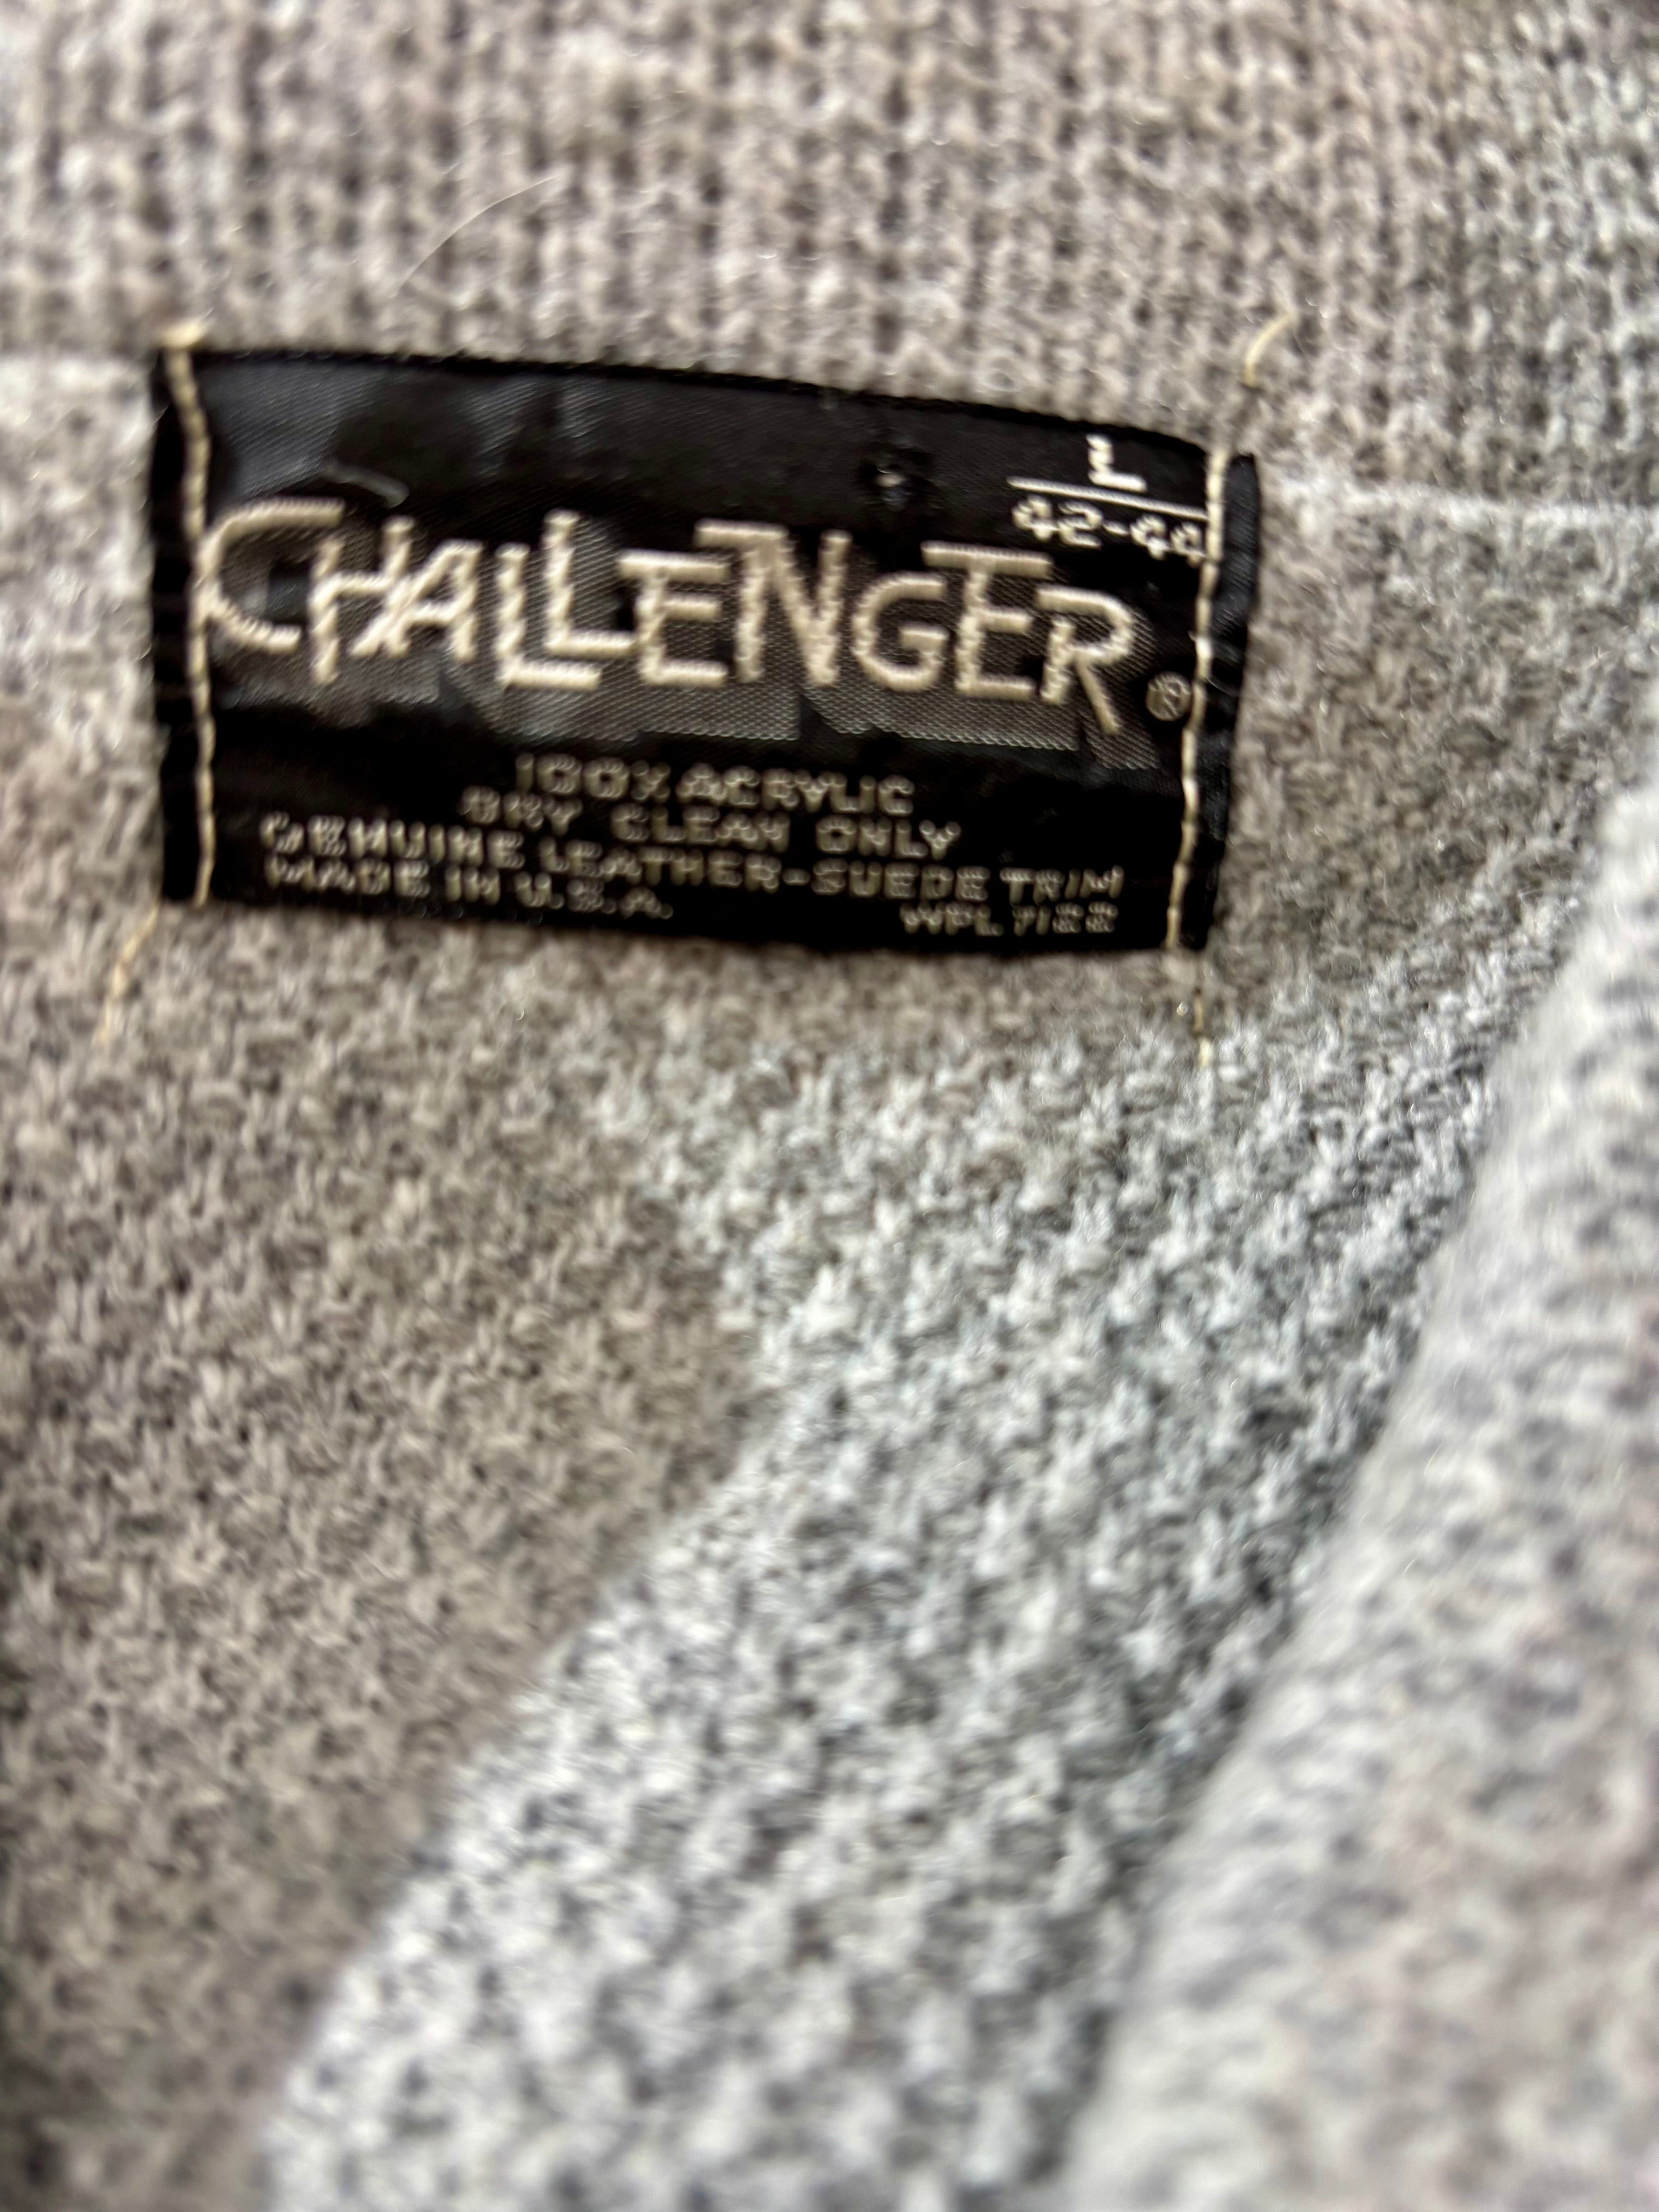 L
42-44
CHALLENGER®
100% ACRYLIC
DRY CLEAN ONLY
GENUINE LEATHER-SUEDE TRIM
MADE IN U.S.A.
WPL 7122